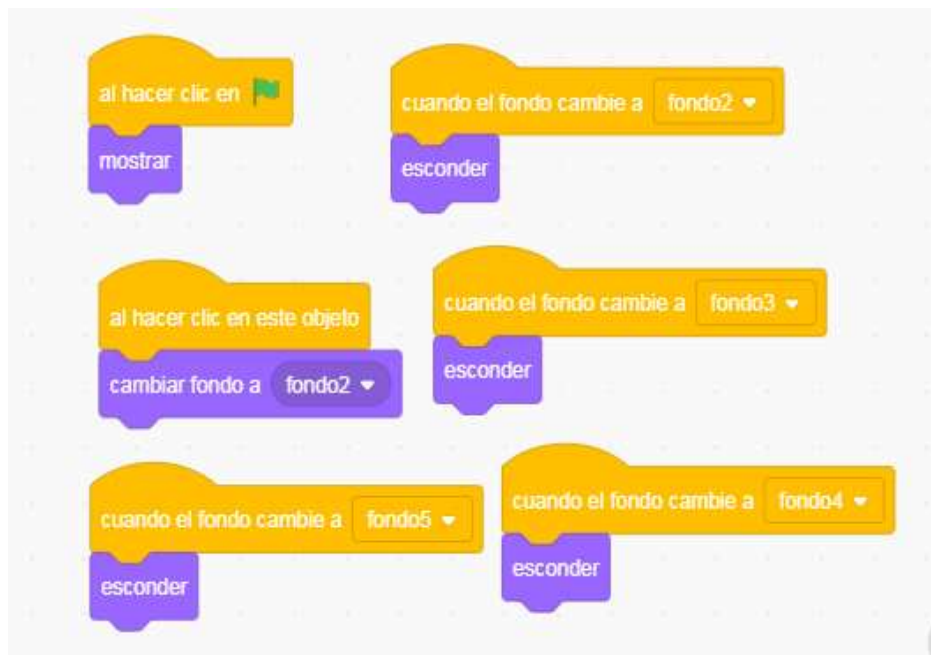 al hacer clic en
mostrar
cuando el fondo cambie a fondo2
esconder
al hacer clic en este objeto
cambiar fondo a fondo2
cuando el fondo cambie a fondo3
esconder
cuando el fondo cambie a fondo5
esconder
cuando el fondo cambie a fondo4
esconder